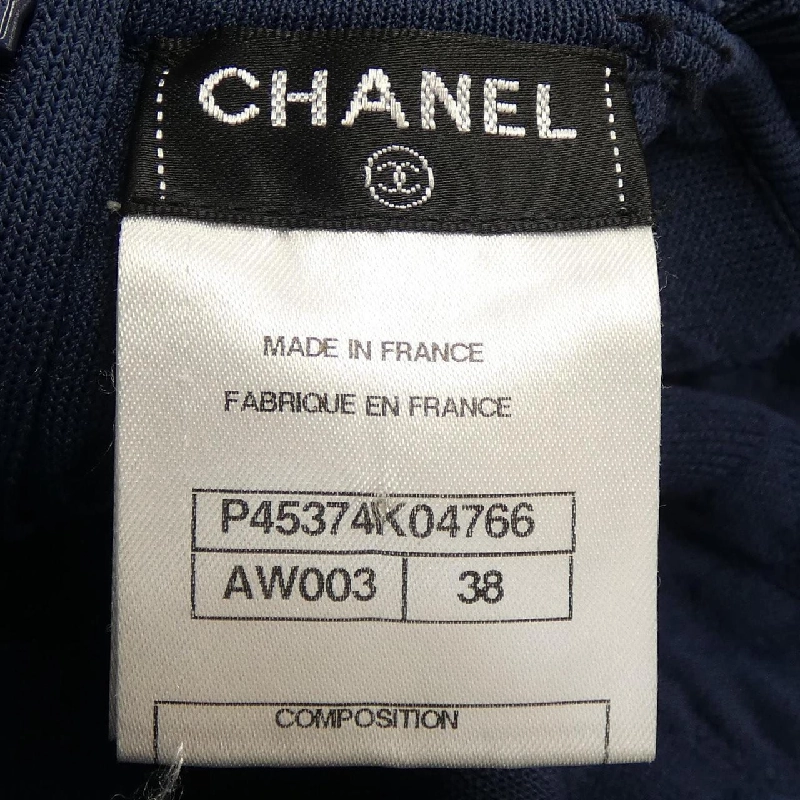 CHANEL
MADE IN FRANCE
FABRIQUE EN FRANCE
P45374K04766
AW003 38
COMPOSITION